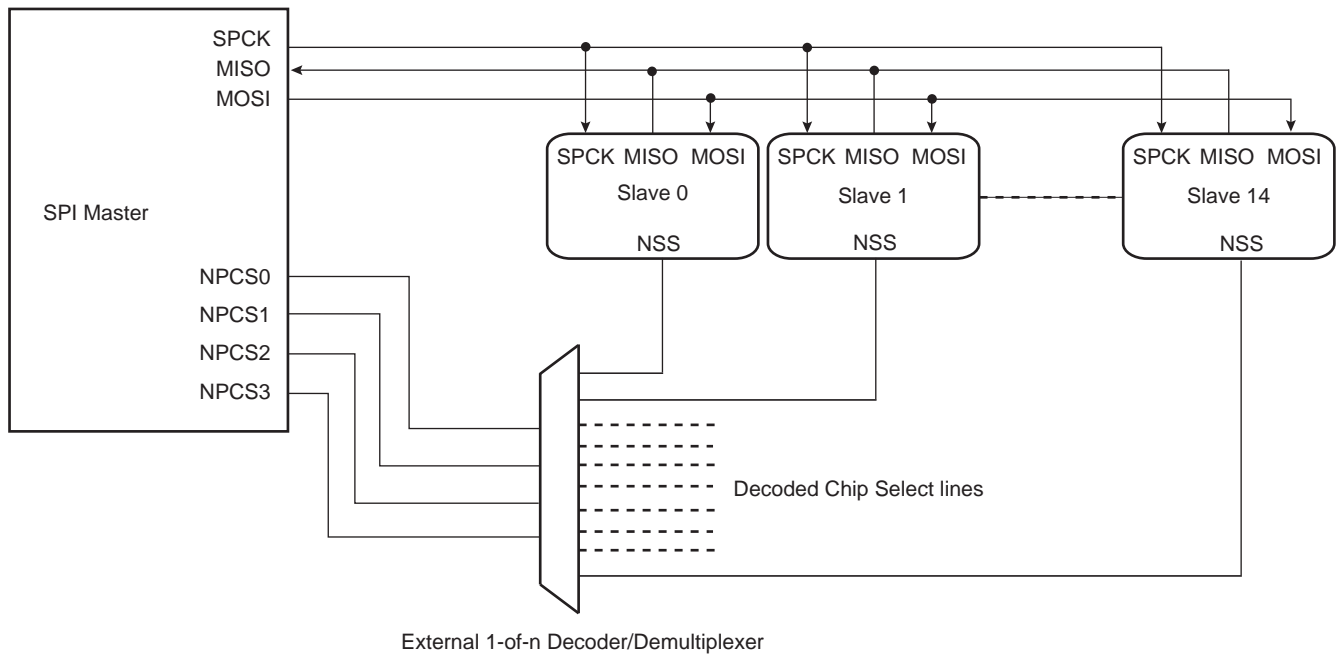 SPCK
MISO
MOSI
SPI Master
NPCS0
NPCS1
NPCS2
NPCS3
SPCK MISO MOSI
Slave 0
NSS
SPCK MISO MOSI
Slave 1
NSS
SPCK MISO MOSI
Slave 14
NSS
Decoded Chip Select lines
External 1-of-n Decoder/Demultiplexer